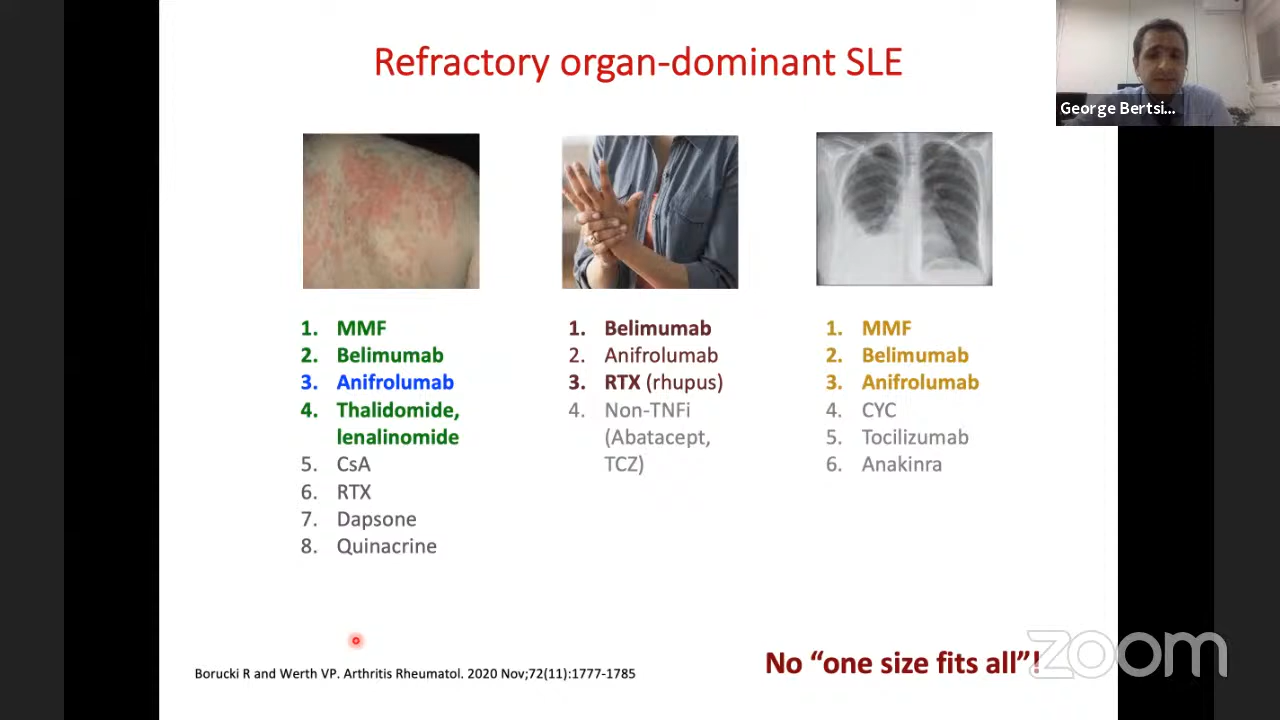 Refractory organ-dominant SLE
George Bertsi...
1. MMF
2. Belimumab
3. Anifrolumab
4. Thalidomide,
lenalinomide
5. CsA
6. RTX
7. Dapsone
8. Quinacrine
1. Belimumab
2. Anifrolumab
3. RTX (rhupus)
4. Non-TNFi
(Abatacept,
TCZ)
1. MMF
2. Belimumab
3. Anifrolumab
4. CYC
5. Tocilizumab
6. Anakinra
Borucki R and Werth VP. Arthritis Rheumatol. 2020 Nov;72(11):1777-1785
No “one size fits all”!
zoom